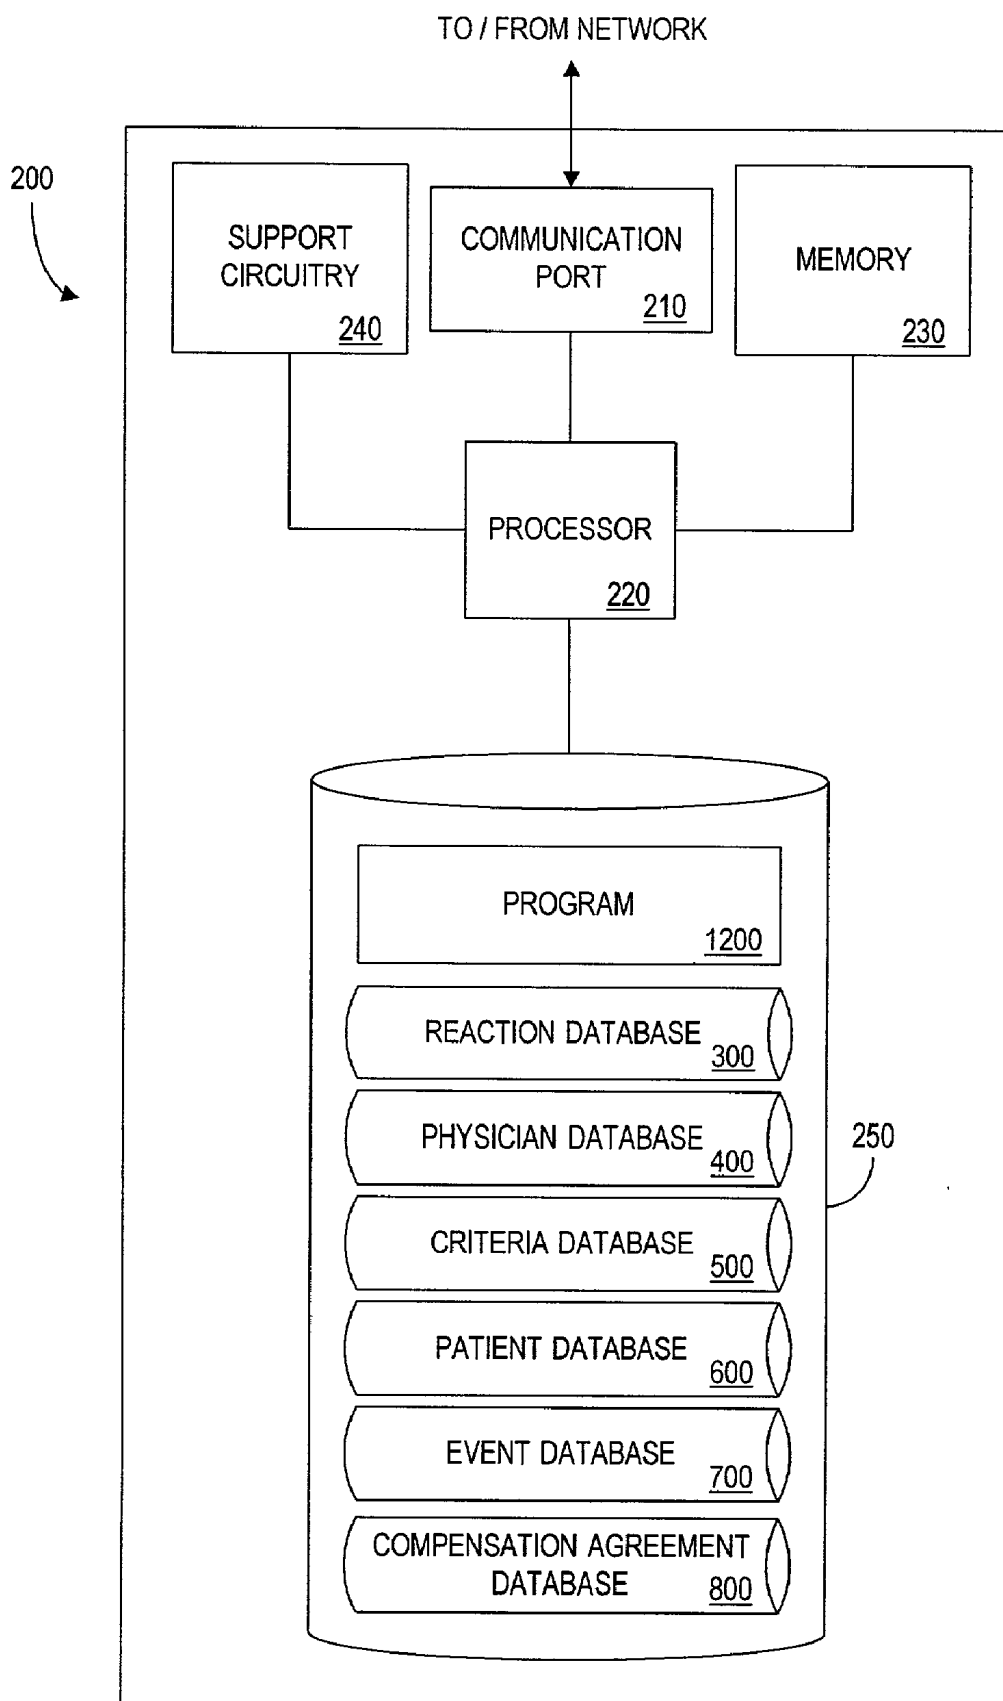 TO / FROM NETWORK
200
SUPPORT
CIRCUITRY
240
COMMUNICATION
PORT
210
MEMORY
230
PROCESSOR
220
PROGRAM
1200
REACTION DATABASE
300
PHYSICIAN DATABASE
400
250
CRITERIA DATABASE
500
PATIENT DATABASE
600
EVENT DATABASE
700
COMPENSATION AGREEMENT
DATABASE
800